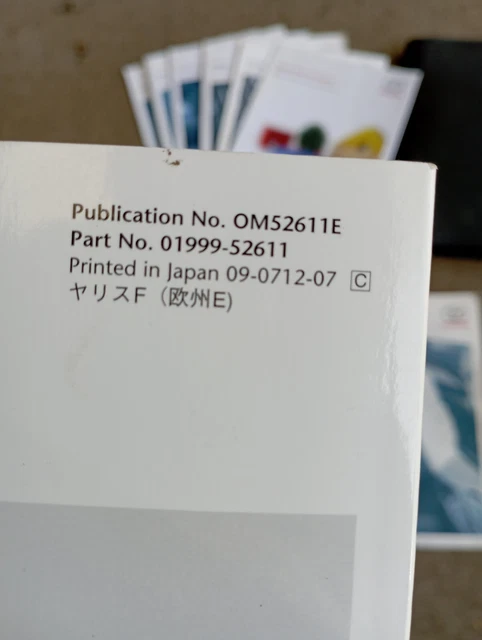 Publication No. OM52611E
Part No. 01999-52611
Printed in Japan 09-0712-07 C
ヤリスF（欧州E)